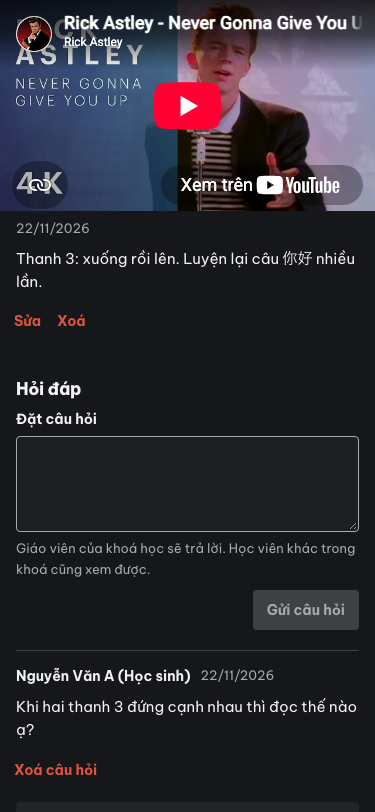 Rick Astley - Never Gonna Give You U
Rick Astley
ASTLEY
NEVER GONNA
GIVE YOU UP
4K
Xem trên YouTube
22/11/2026
Thanh 3: xuống rồi lên. Luyện lại câu 你好 nhiều
lần.
Sửa Xoá
Hỏi đáp
Đặt câu hỏi
Giáo viên của khoá học sẽ trả lời. Học viên khác trong
khoá cũng xem được.
Gửi câu hỏi
Nguyễn Văn A (Học sinh) 22/11/2026
Khi hai thanh 3 đứng cạnh nhau thì đọc thế nào
ạ?
Xoá câu hỏi